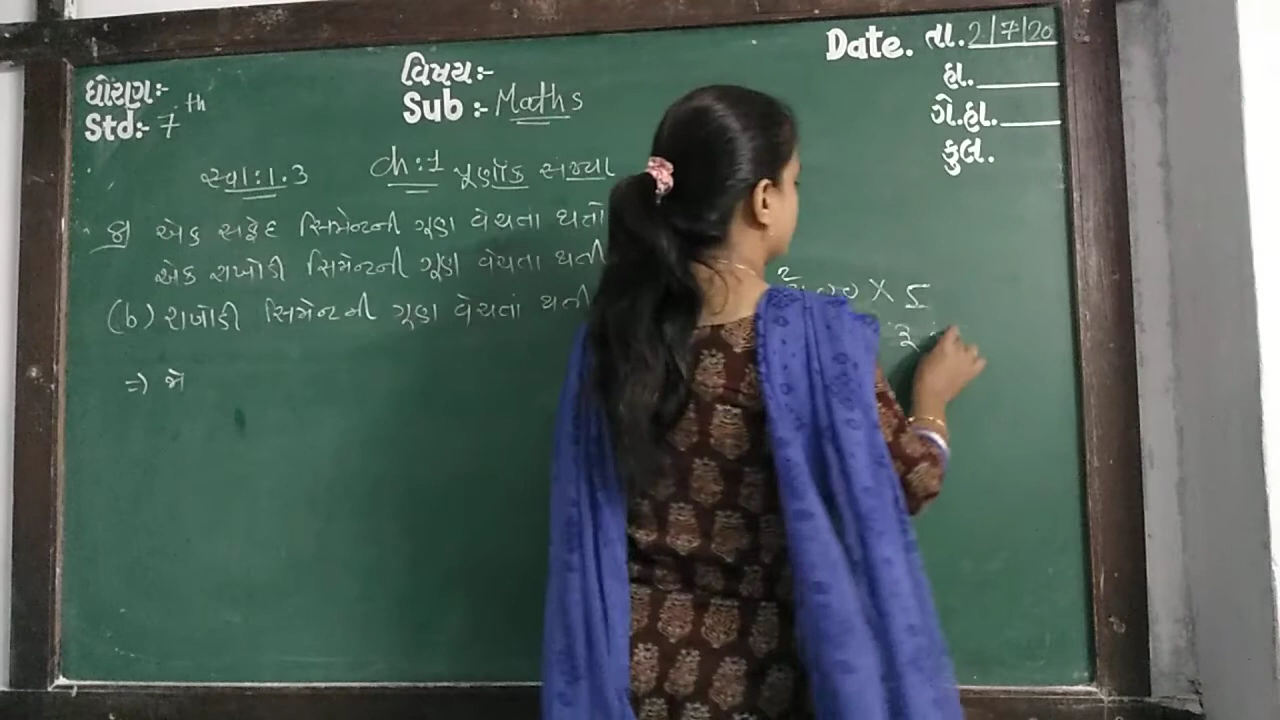 ધોરણ:-
Std:- 7th
વિષય:-
Sub :- Maths
Date. તા. 2/7/20
હા.
ગે.હા.
કુલ.
સ્વા:1.3 ch:1 પૂર્ણાંક સંખ્યા
એક સફેદ સિમેન્ટની ગૂણ વેચતા થતો
એક રાખોડી સિમેન્ટની ગૂણ વેચતા થતી
(b) રાખોડી સિમેન્ટની ગૂણ વેચતાં થતી
⇒ જો